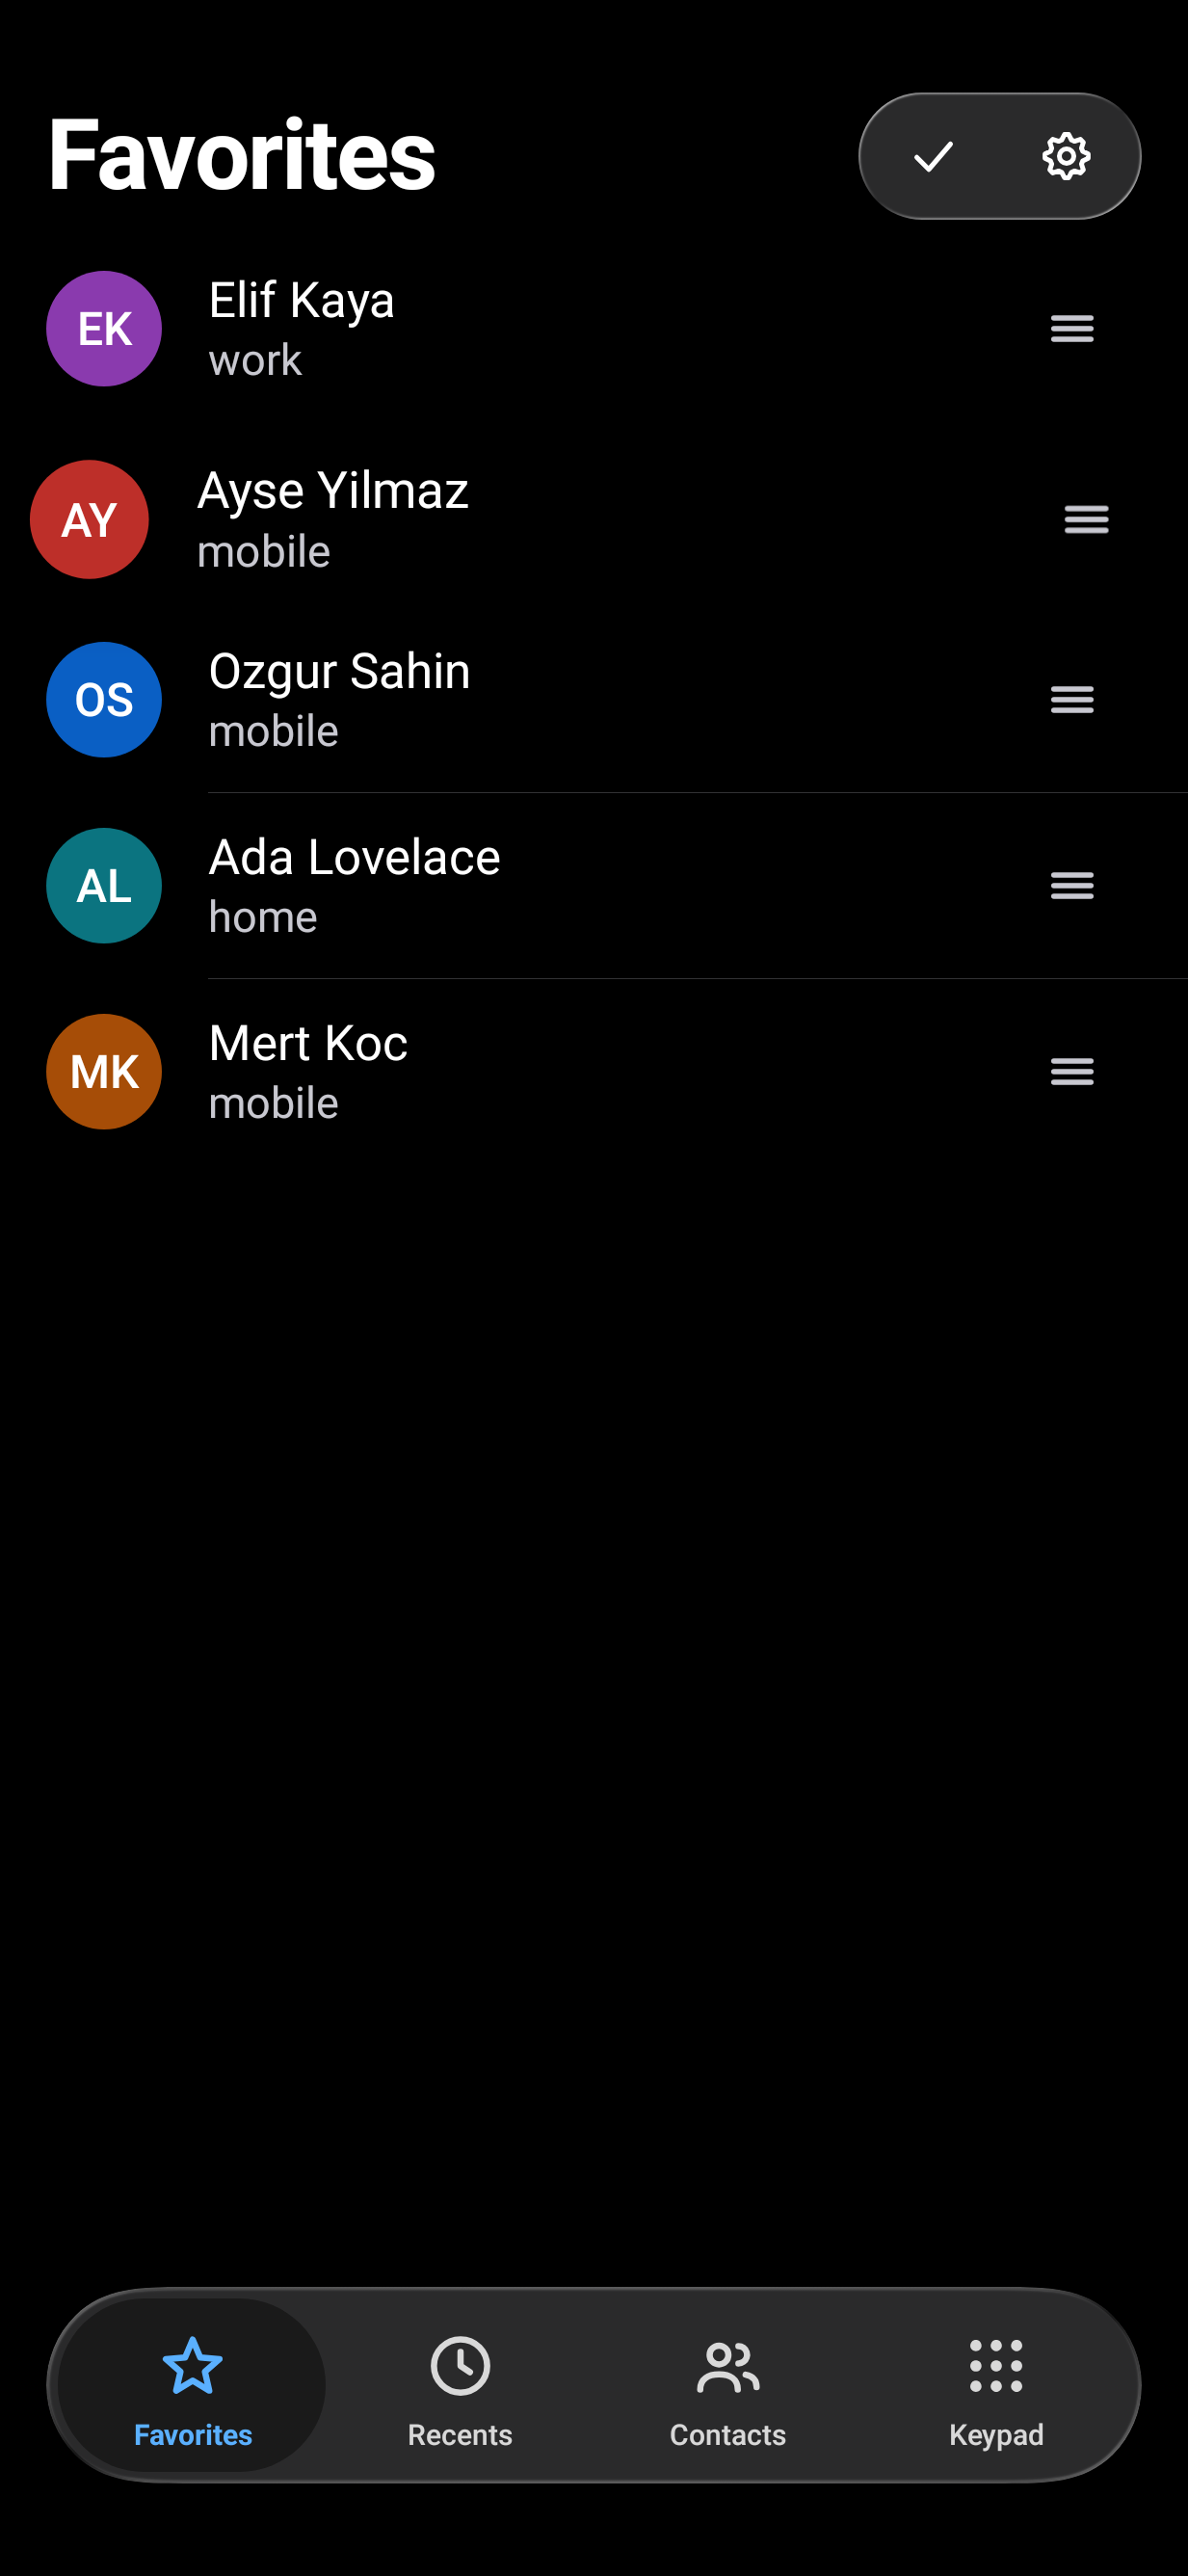 Favorites
EK
Elif Kaya
work
AY
Ayse Yilmaz
mobile
OS
Ozgur Sahin
mobile
AL
Ada Lovelace
home
MK
Mert Koc
mobile
Favorites
Recents
Contacts
Keypad